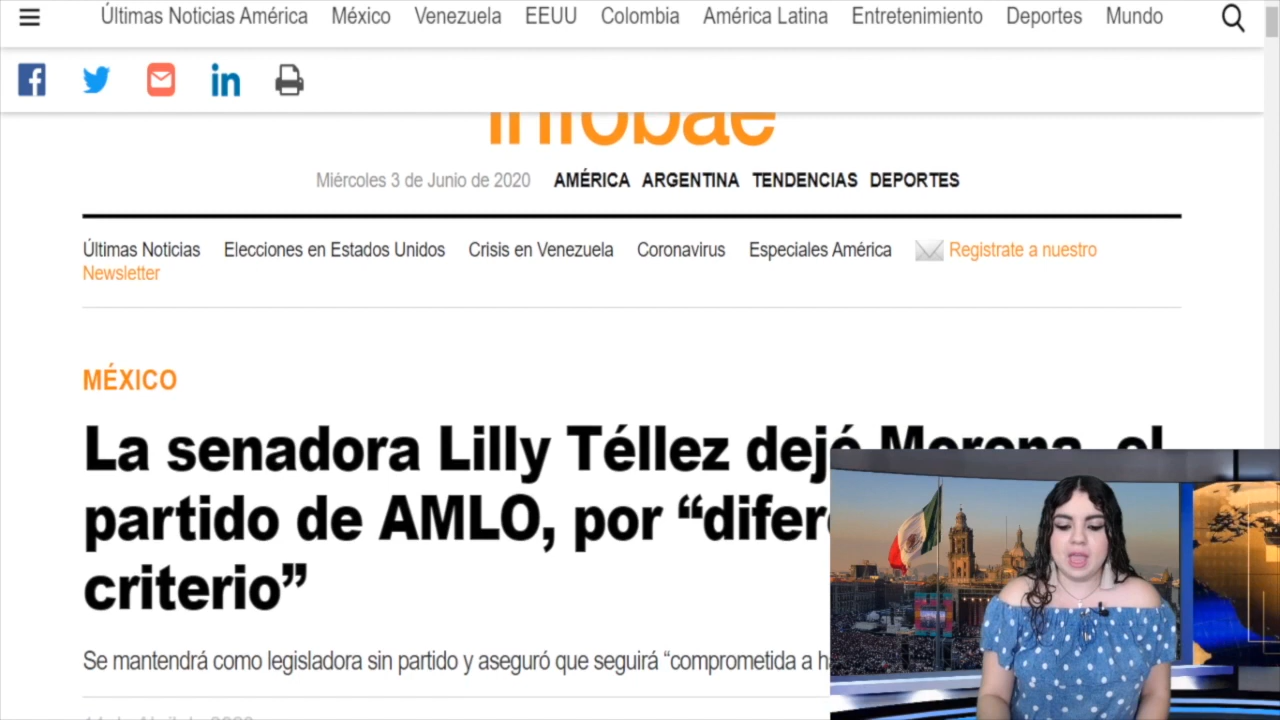 Últimas Noticias América México Venezuela EEUU Colombia América Latina Entretenimiento Deportes Mundo
infobae
Miércoles 3 de Junio de 2020 AMÉRICA ARGENTINA TENDENCIAS DEPORTES
Últimas Noticias Elecciones en Estados Unidos Crisis en Venezuela Coronavirus Especiales América Registrate a nuestro
Newsletter
MÉXICO
La senadora Lilly Téllez dejó Morena, el
partido de AMLO, por “difer
criterio”
Se mantendrá como legisladora sin partido y aseguró que seguirá “comprometida a